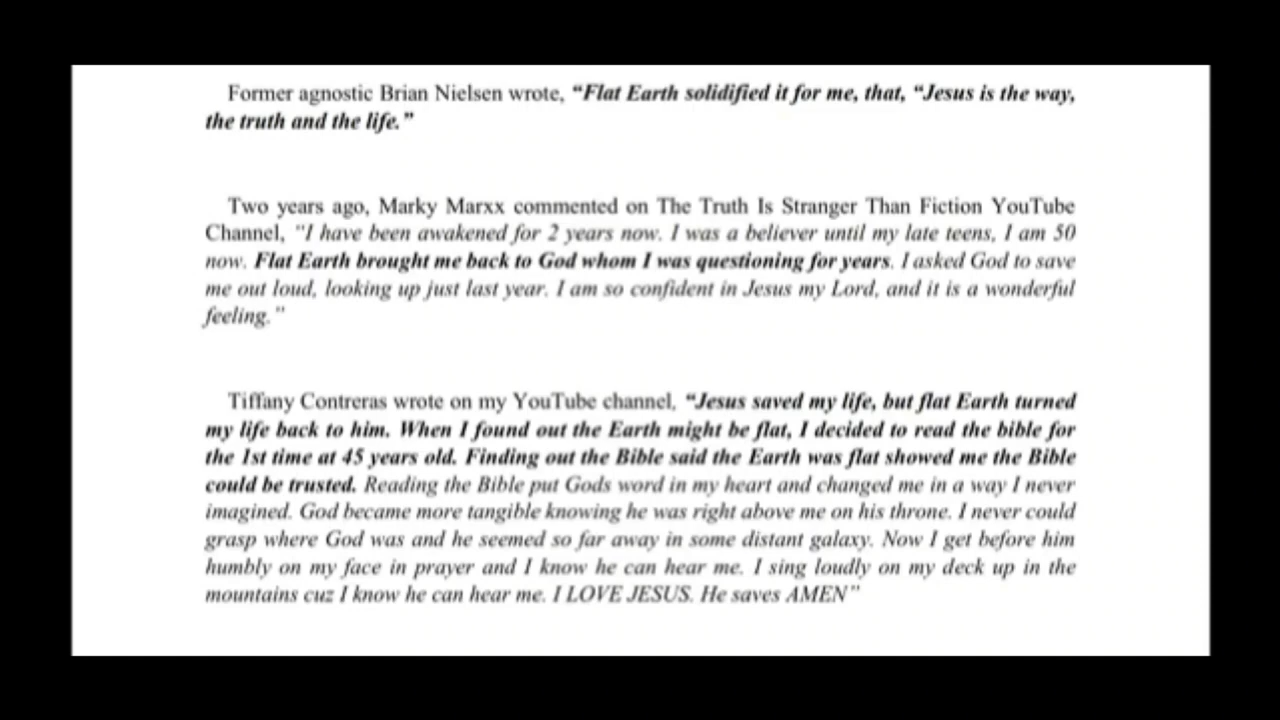 Former agnostic Brian Nielsen wrote, “Flat Earth solidified it for me, that, “Jesus is the way,
the truth and the life.”
Two years ago, Marky Marxx commented on The Truth Is Stranger Than Fiction YouTube
Channel, "I have been awakened for 2 years now. I was a believer until my late teens, I am 50
now. Flat Earth brought me back to God whom I was questioning for years. I asked God to save
me out loud, looking up just last year. I am so confident in Jesus my Lord, and it is a wonderful
feeling."
Tiffany Contreras wrote on my YouTube channel, “Jesus saved my life, but flat Earth turned
my life back to him. When I found out the Earth might be flat, I decided to read the bible for
the 1st time at 45 years old. Finding out the Bible said the Earth was flat showed me the Bible
could be trusted. Reading the Bible put Gods word in my heart and changed me in a way I never
imagined. God became more tangible knowing he was right above me on his throne. I never could
grasp where God was and he seemed so far away in some distant galaxy. Now I get before him
humbly on my face in prayer and I know he can hear me. I sing loudly on my deck up in the
mountains cuz I know he can hear me. I LOVE JESUS. He saves AMEN"